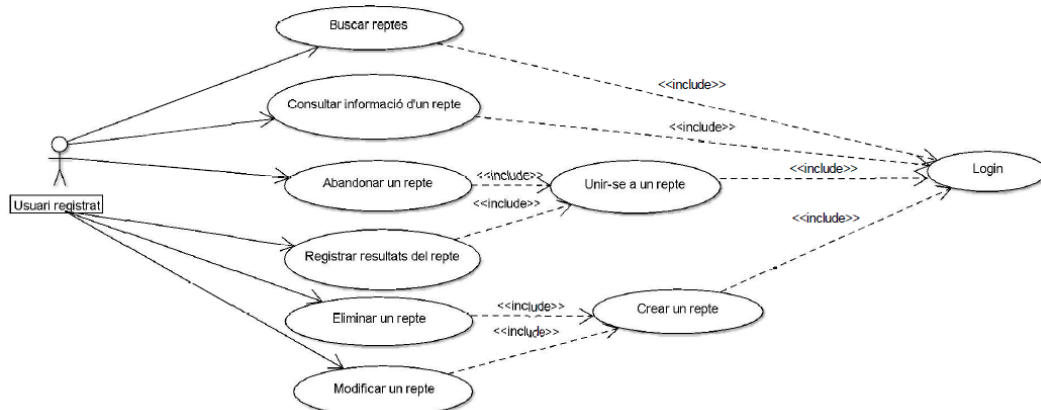 Buscar reptes
<<include>>
Consultar informació d'un repte
<<include>>
Login
Abandonar un repte
<<include>>
Unir-se a un repte
<<include>>
Usuari registrat
<<include>>
<<include>>
Registrar resultats del repte
Eliminar un repte
<<include>>
Crear un repte
<<include>>
Modificar un repte